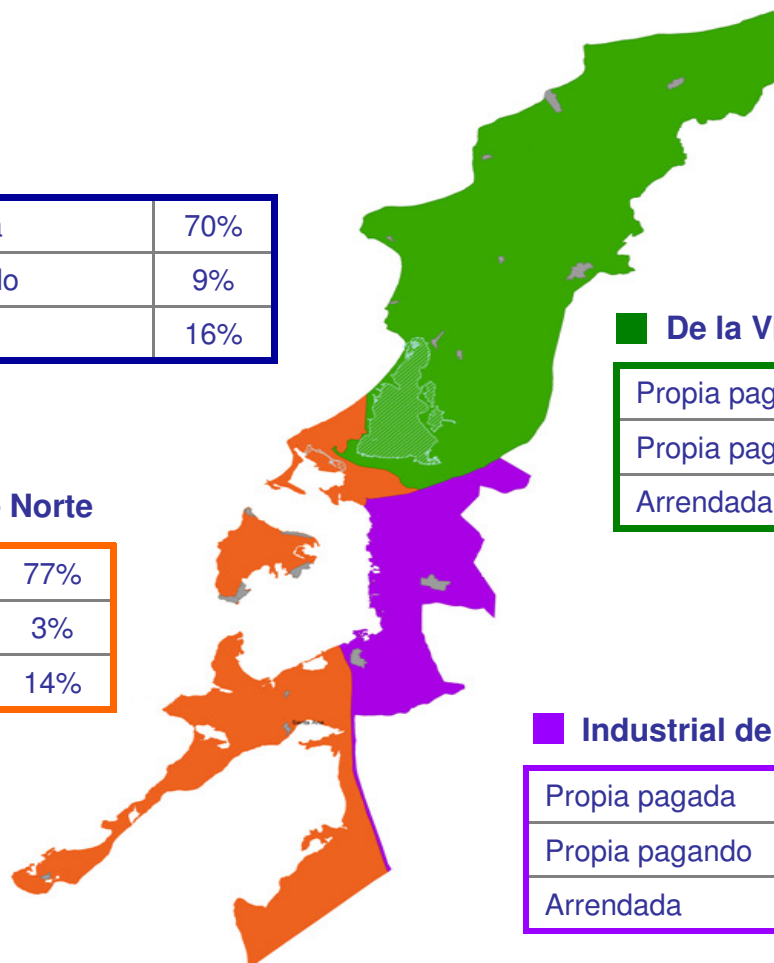 70%
9%
16%
De la V
Propia pag
Propia pag
Arrendada
Norte
77%
3%
14%
Industrial de
Propia pagada
Propia pagando
Arrendada